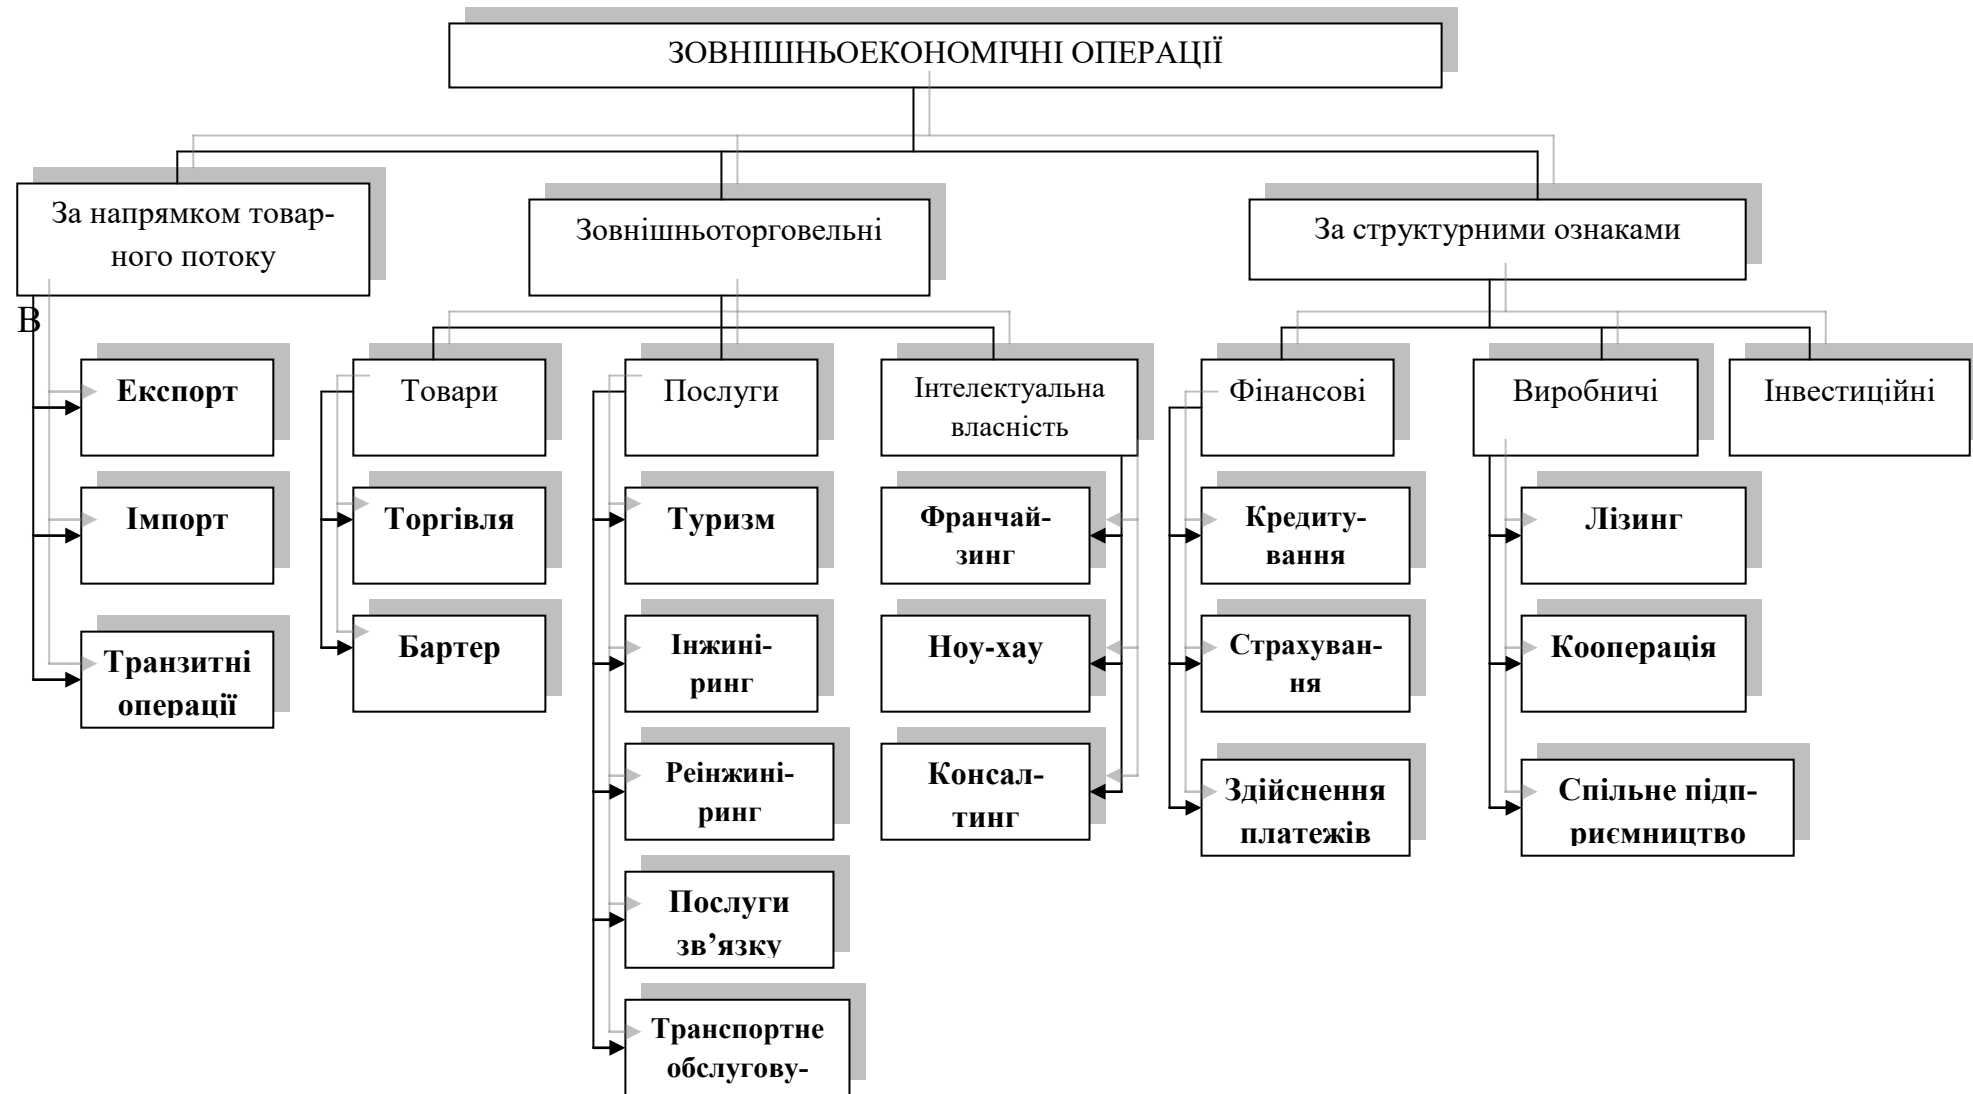 ЗОВНІШНЬОЕКОНОМІЧНІ ОПЕРАЦІЇ
За напрямком товар-
ного потоку
Зовнішньоторговельні
За структурними ознаками
В
Експорт
Імпорт
Транзитні
операції
Товари
Торгівля
Бартер
Послуги
Туризм
Інжині-
ринг
Реінжині-
ринг
Послуги
зв’язку
Транспортне
обслугову-
Інтелектуальна
власність
Франчай-
зинг
Ноу-хау
Консал-
тинг
Фінансові
Кредиту-
вання
Страхуван-
ня
Здійснення
платежів
Виробничі
Лізинг
Кооперація
Спільне підп-
риємництво
Інвестиційні